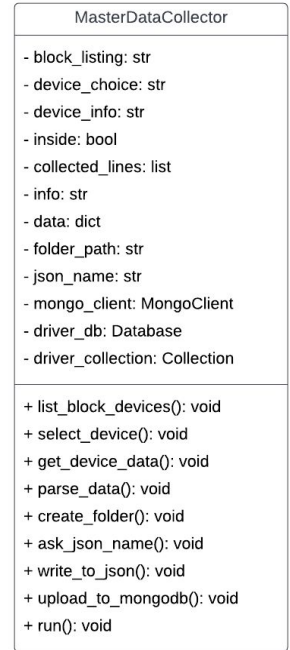 MasterDataCollector
- block_listing: str
- device_choice: str
- device_info: str
- inside: bool
- collected_lines: list
- info: str
- data: dict
- folder_path: str
- json_name: str
- mongo_client: MongoClient
- driver_db: Database
- driver_collection: Collection
+ list_block_devices(): void
+ select_device(): void
+ get_device_data(): void
+ parse_data(): void
+ create_folder(): void
+ ask_json_name(): void
+ write_to_json(): void
+ upload_to_mongodb(): void
+ run(): void